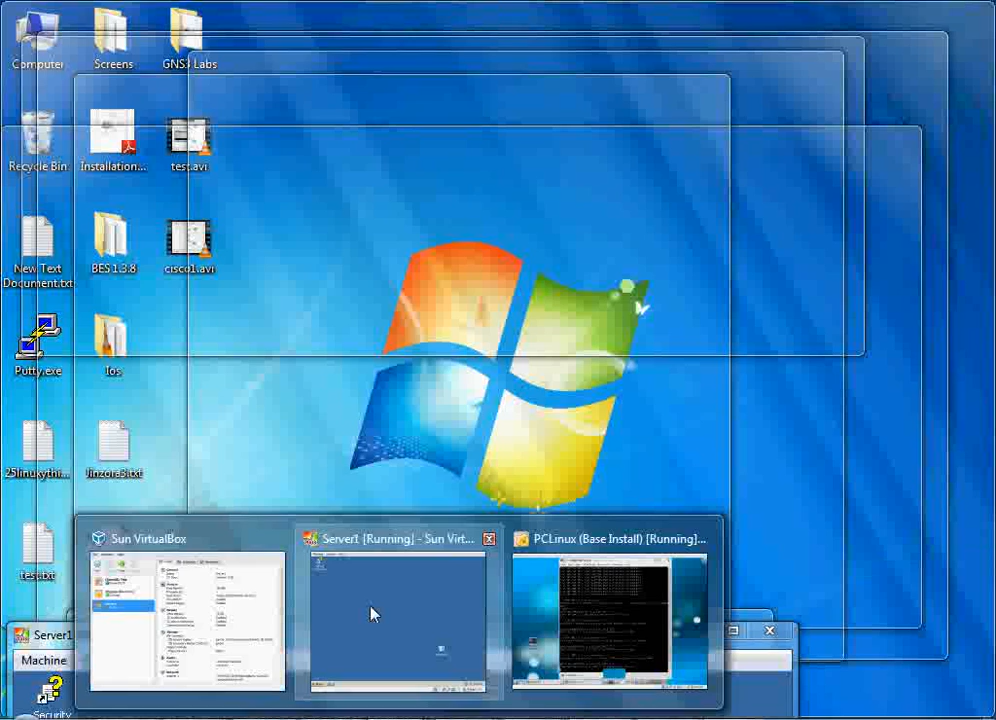 Computer
Screens
GNS3 Labs
Recycle Bin
Installation...
test.avi
New Text
Document.txt
BES 1.3.8
cisco1.avi
Putty.exe
Ios
25linuxythi...
Jinzora3.txt
test.txt
Sun VirtualBox
Server1 [Running] - Sun Virt...
PCLinux (Base Install) [Running]...
Server1
Machine
Security